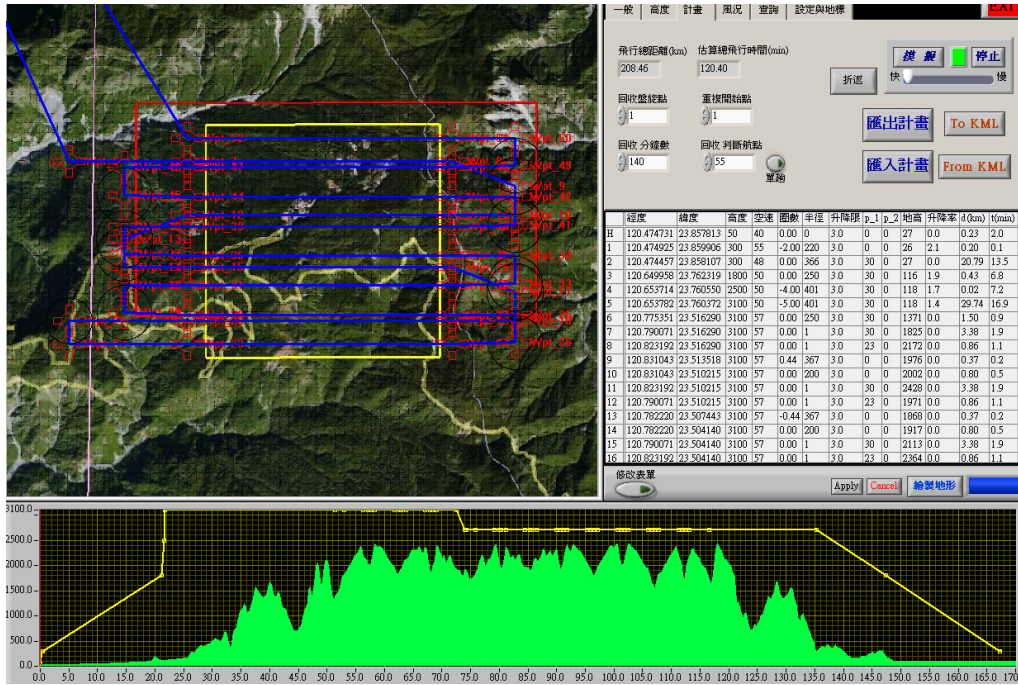 一般 高度 計畫 風況 查詢 設定與地標 EXIT
飛行總距離(km) 估算總飛行時間(min)
208.46 120.40
模擬 停止
快 慢
折返
回收盤旋點 重複開始點
1 1
匯出計畫 To KML
回收 分鐘數 回收 判斷航點
140 55
單趟
匯入計畫 From KML
經度 緯度 高度 空速 圈數 半徑 升降限 p_1 p_2 地高 升降率 d(km) t(min)
H 120.474731 23.857813 50 40 0.00 0 3.0 0 0 27 0.0 0.23 2.0
1 120.474925 23.859906 300 55 -2.00 220 3.0 0 0 26 2.1 0.20 0.1
2 120.474457 23.858107 300 48 0.00 366 3.0 30 0 27 0.0 20.79 13.5
3 120.649958 23.762319 1800 50 0.00 250 3.0 30 0 116 1.9 0.43 6.8
4 120.653714 23.760550 2500 50 -4.00 401 3.0 30 0 118 1.7 0.02 7.2
5 120.653782 23.760372 3100 50 -5.00 401 3.0 30 0 118 1.4 29.74 16.9
6 120.775351 23.516290 3100 57 0.00 250 3.0 30 0 1371 0.0 1.50 0.9
7 120.790071 23.516290 3100 57 0.00 1 3.0 30 0 1825 0.0 3.38 1.9
8 120.823192 23.516290 3100 57 0.00 1 3.0 23 0 2172 0.0 0.86 1.1
9 120.831043 23.513518 3100 57 0.44 367 3.0 0 0 1976 0.0 0.37 0.2
10 120.831043 23.510215 3100 57 0.00 200 3.0 0 0 2002 0.0 0.80 0.5
11 120.823192 23.510215 3100 57 0.00 1 3.0 30 0 2428 0.0 3.38 1.9
12 120.790071 23.510215 3100 57 0.00 1 3.0 23 0 1971 0.0 0.86 1.1
13 120.782220 23.507443 3100 57 -0.44 367 3.0 0 0 1868 0.0 0.37 0.2
14 120.782220 23.504140 3100 57 0.00 200 3.0 0 0 1917 0.0 0.80 0.5
15 120.790071 23.504140 3100 57 0.00 1 3.0 30 0 2113 0.0 3.38 1.9
16 120.823192 23.504140 3100 57 0.00 1 3.0 23 0 2364 0.0 0.86 1.1
修改表單
Apply Cancel 繪製地形
3100.0
2500.0
2000.0
1500.0
1000.0
500.0
0.0
0.0 5.0 10.0 15.0 20.0 25.0 30.0 35.0 40.0 45.0 50.0 55.0 60.0 65.0 70.0 75.0 80.0 85.0 90.0 95.0 100.0 105.0 110.0 115.0 120.0 125.0 130.0 135.0 140.0 145.0 150.0 155.0 160.0 165.0 170